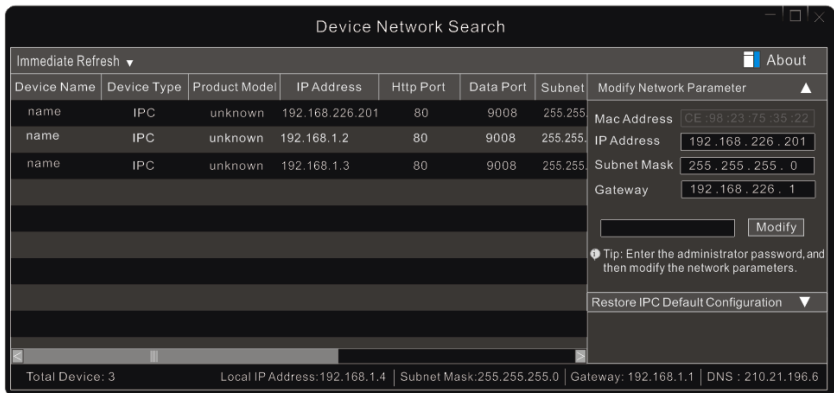 Device Network Search
Immediate Refresh
About
Device Name Device Type Product Model IP Address Http Port Data Port Subnet
name IPC unknown 192.168.226.201 80 9008 255.255.
name IPC unknown 192.168.1.2 80 9008 255.255.
name IPC unknown 192.168.1.3 80 9008 255.255.
Modify Network Parameter
Mac Address CE:98:23:75:35:22
IP Address 192.168.226.201
Subnet Mask 255.255.255.0
Gateway 192.168.226.1
Modify
Tip: Enter the administrator password,and
then modify the network parameters.
Restore IPC Default Configuration
Total Device: 3 Local IP Address:192.168.1.4 Subnet Mask:255.255.255.0 Gateway: 192.168.1.1 DNS : 210.21.196.6